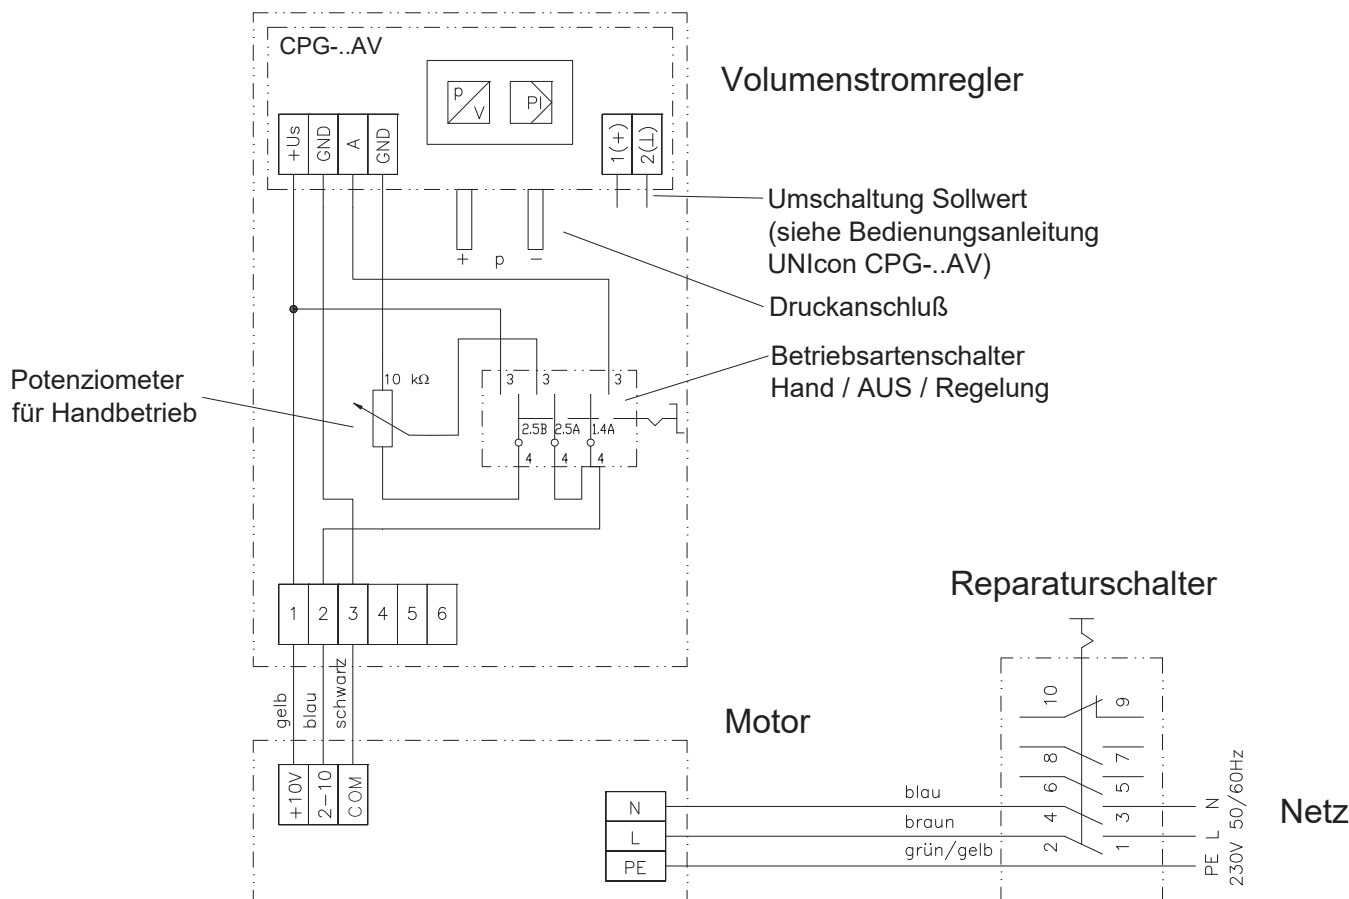 CPG-..AV
Volumenstromregler
p
V
PI
+Us
GND
A
GND
1(+)
2(⊥)
Umschaltung Sollwert
(siehe Bedienungsanleitung
UNIcon CPG-..AV)
+ p -
Druckanschluß
Betriebsartenschalter
Hand / AUS / Regelung
Potenziometer
für Handbetrieb
10 kΩ
3 3 3
2.5B 2.5A 1.4A
4 4 4
1 2 3 4 5 6
Reparaturschalter
gelb
blau
schwarz
Motor
+10V
2-10
COM
N
L
PE
blau
braun
grün/gelb
10 9
8 7
6 5
4 3
2 1
PE L N
230V 50/60Hz
Netz